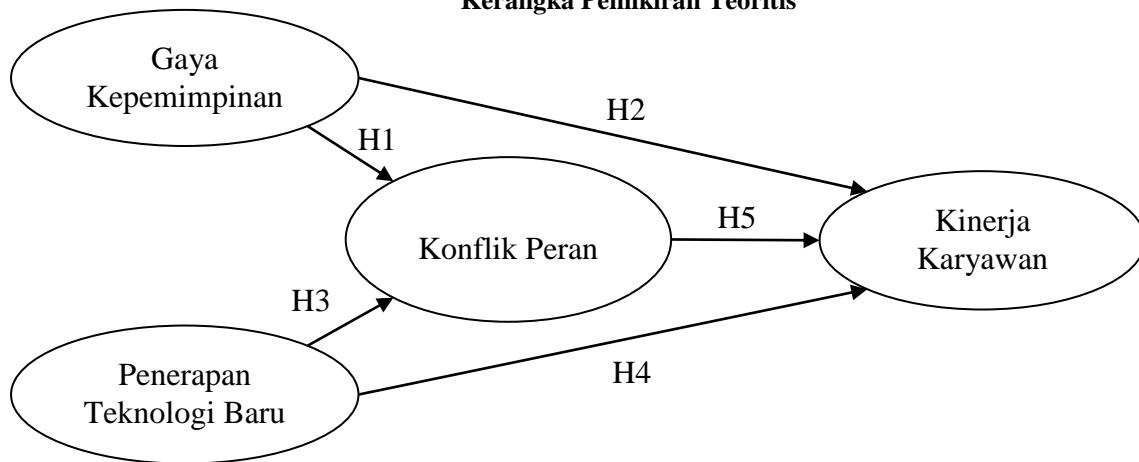 Kerangka Pemikiran Teoritis
Gaya
Kepemimpinan
H2
H1
Konflik Peran
H5
Kinerja
Karyawan
H3
Penerapan
Teknologi Baru
H4